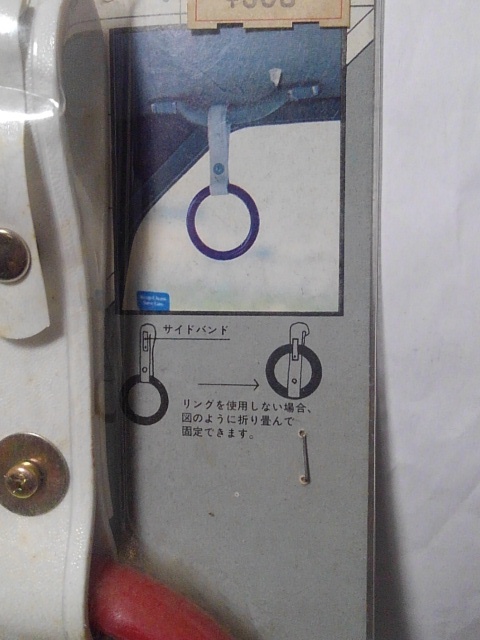 サイドバンド
リングを使用しない場合、
図のように折り畳んで
固定できます。